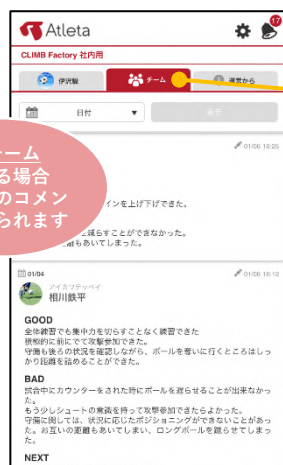 Atleta
17
CLIMB Factory 社内用
伊沢駿
チーム
運営から
日付 ▼
表示
01/06 18:25
チーム
る場合
のコメン
られます
インを上げ下げできた。
減らすことができなかった。
もあいてしまった。
01/04
01/06 18:12
アイカワテッペイ
相川鉄平
GOOD
全体練習でも集中力を切らすことなく練習できた
積極的に前にでて攻撃参加できた。
守備も後ろの状況を確認しながら、ボールを奪いに行くところはしっ
かり距離を詰めることができた。
BAD
試合中にカウンターをされた時にボールを遅らせることが出来なかっ
た。
もう少しシュートの意識を持って攻撃参加できたらよかった。
守備に関しては、状況に応じたポジショニングができないことがあっ
た。お互いの距離もあいてしまい、ロングボールを蹴らせてしまっ
た。
NEXT